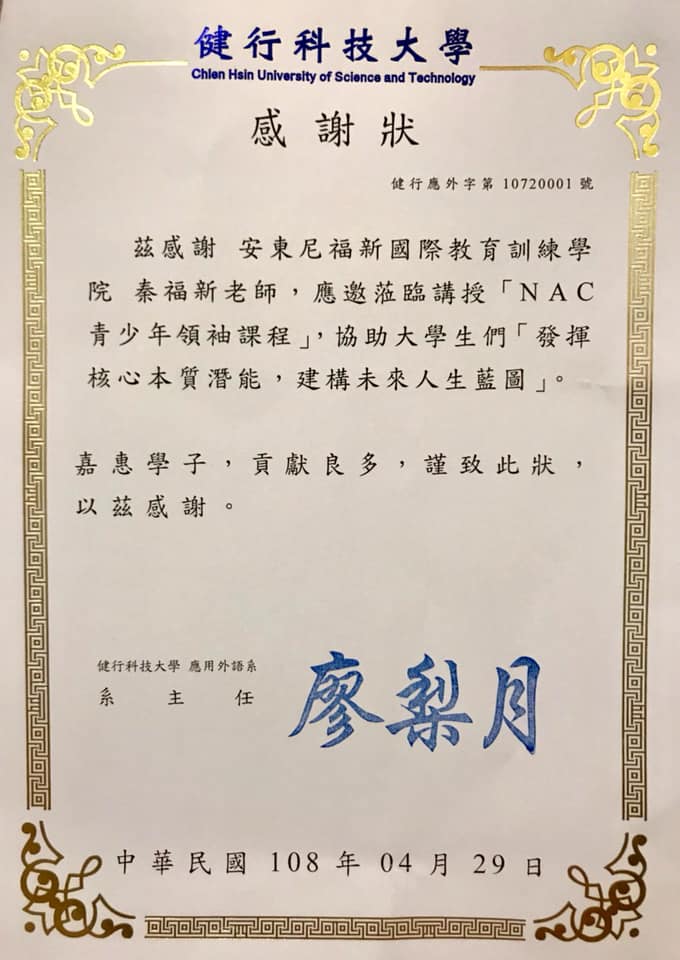 健行科技大學
Chien Hsin University of Science and Technology
感謝狀
健行應外字第 10720001 號
茲感謝 安東尼福新國際教育訓練學
院 秦福新老師，應邀蒞臨講授「NAC
青少年領袖課程」，協助大學生們「發揮
核心本質潛能，建構未來人生藍圖」。
嘉惠學子，貢獻良多，謹致此狀，
以茲感謝。
健行科技大學 應用外語系
系主任
廖梨月
中華民國 108 年 04 月 29 日